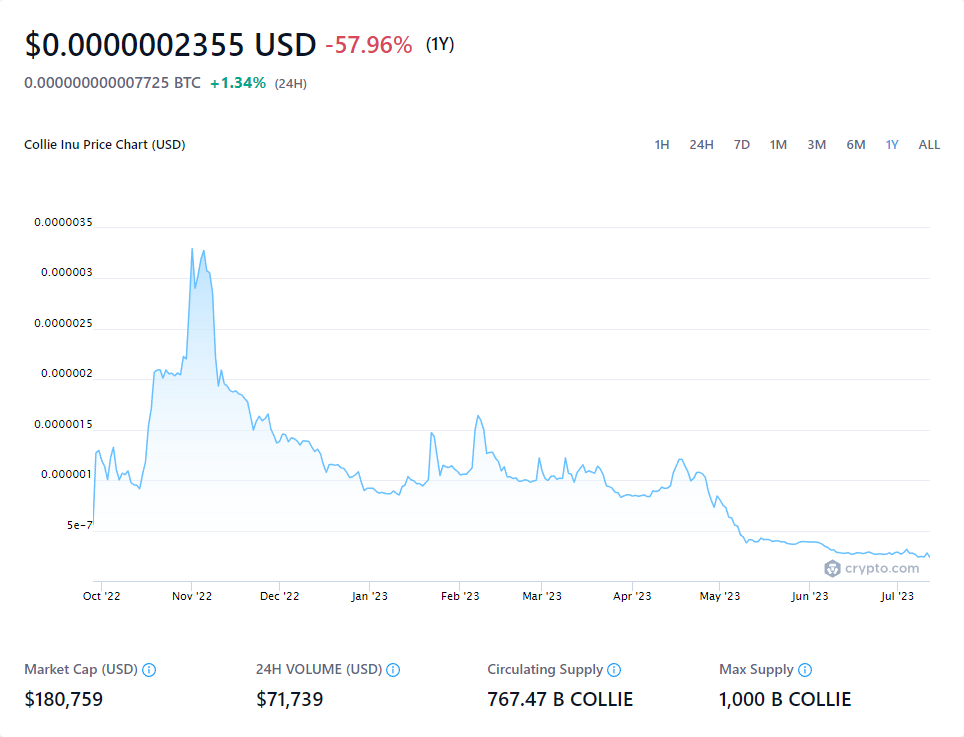 $0.0000002355 USD -57.96% (1Y)
0.000000000007725 BTC +1.34% (24H)
Collie Inu Price Chart (USD) 1H 24H 7D 1M 3M 6M 1Y ALL
0.0000035
0.000003
0.0000025
0.000002
0.0000015
0.000001
5e-7
crypto.com
Oct '22 Nov '22 Dec '22 Jan '23 Feb '23 Mar '23 Apr '23 May '23 Jun '23 Jul '23
Market Cap (USD) 24H VOLUME (USD) Circulating Supply Max Supply
$180,759 $71,739 767.47 B COLLIE 1,000 B COLLIE